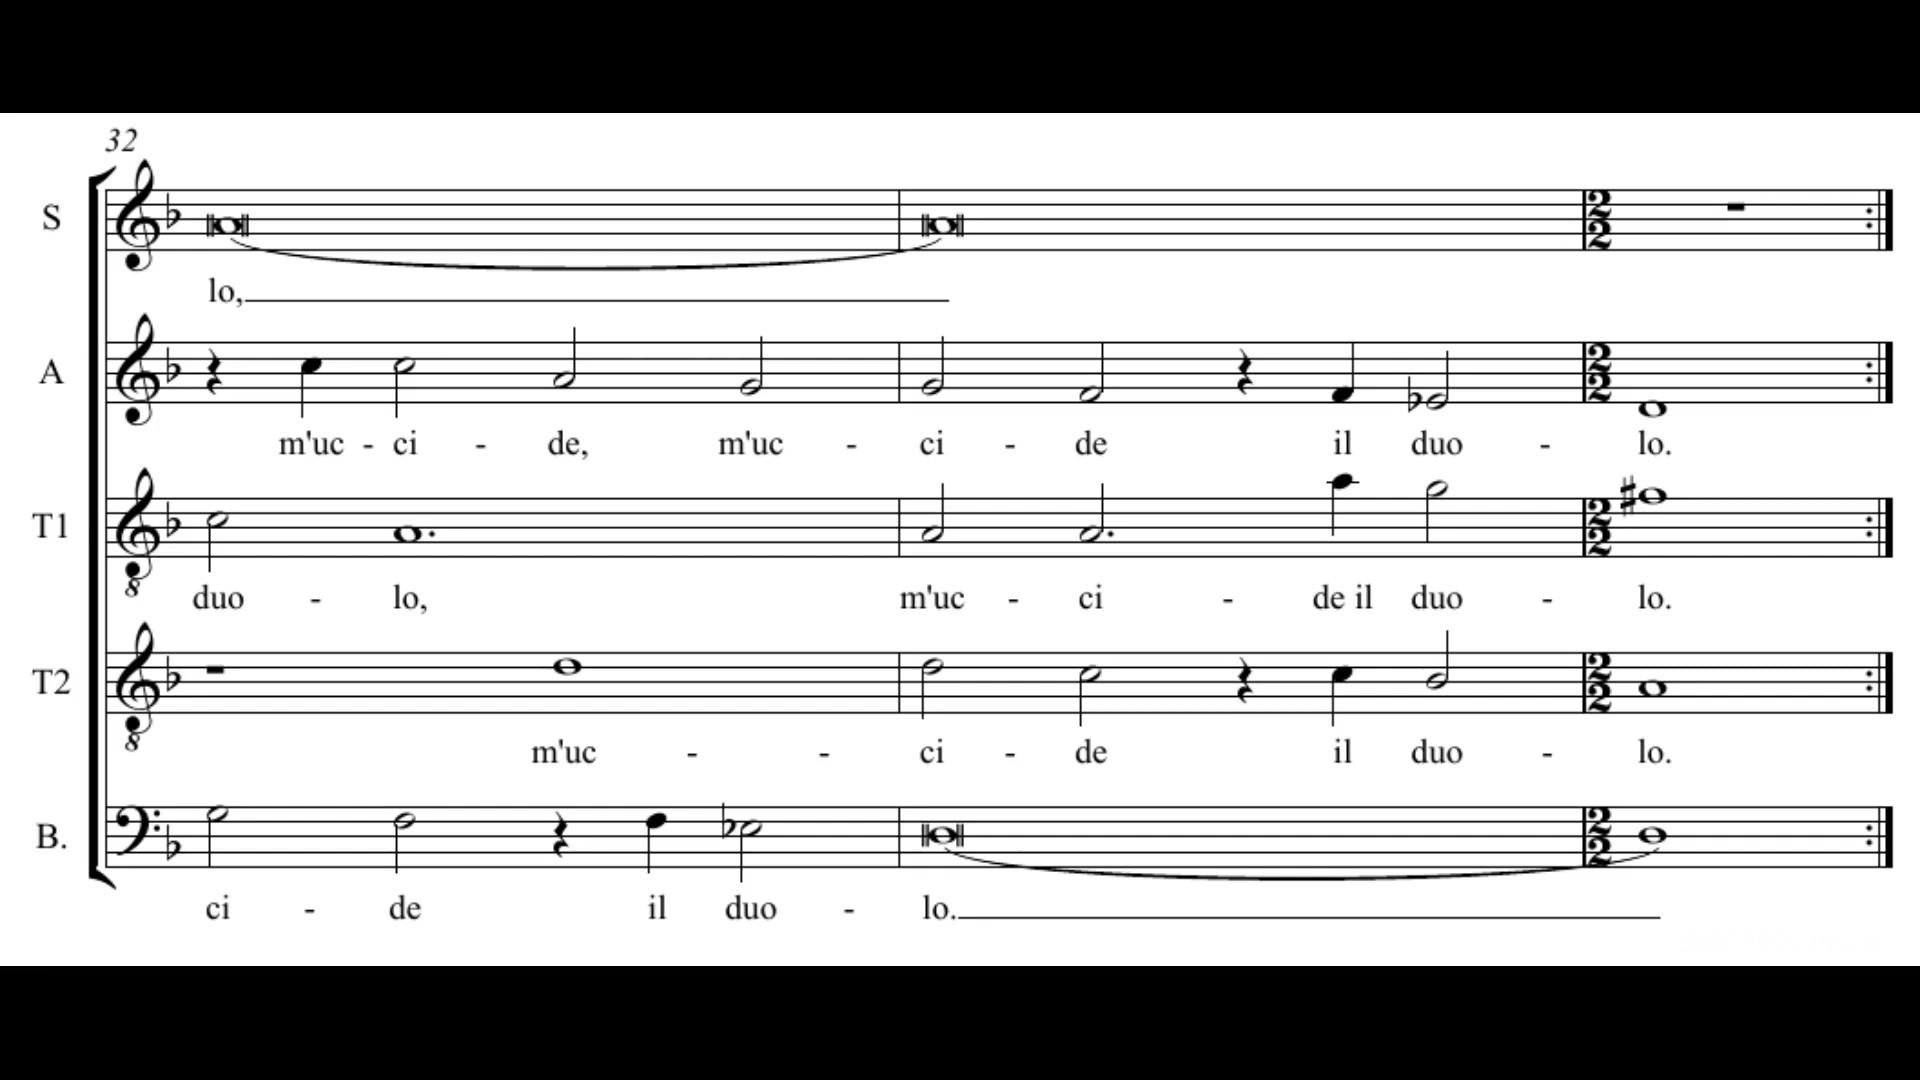 32
S
lo,
A
m'uc - ci - de, m'uc - ci - de il duo - lo.
T1
duo - lo, m'uc - ci - de il duo - lo.
T2
m'uc - - ci - de il duo - lo.
B.
ci - de il duo - lo.